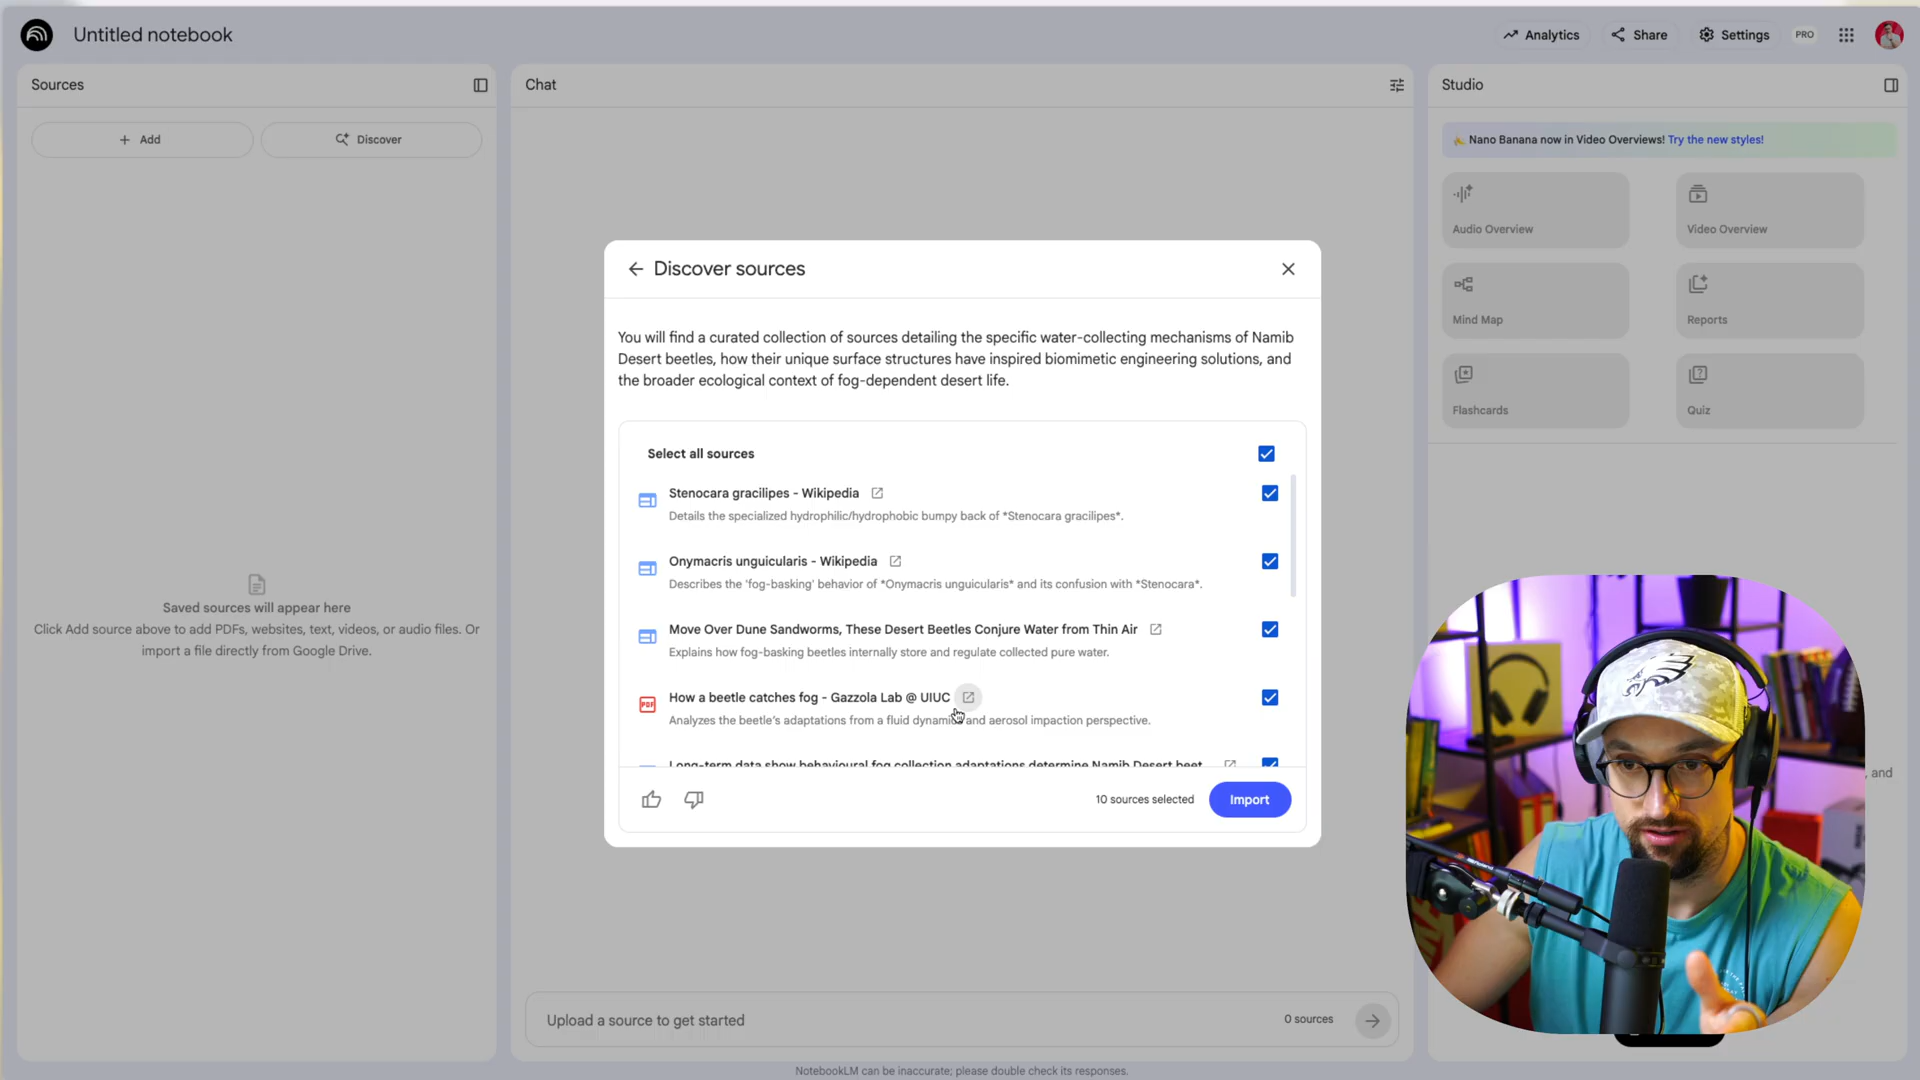 Untitled notebook
Analytics
Share
Settings
PRO
Sources
Add
Discover
Saved sources will appear here
Click Add source above to add PDFs, websites, text, videos, or audio files. Or
import a file directly from Google Drive.
Chat
Discover sources
You will find a curated collection of sources detailing the specific water-collecting mechanisms of Namib
Desert beetles, how their unique surface structures have inspired biomimetic engineering solutions, and
the broader ecological context of fog-dependent desert life.
Select all sources
Stenocara gracilipes - Wikipedia
Details the specialized hydrophilic/hydrophobic bumpy back of *Stenocara gracilipes*.
Onymacris unguicularis - Wikipedia
Describes the 'fog-basking' behavior of *Onymacris unguicularis* and its confusion with *Stenocara*.
Move Over Dune Sandworms, These Desert Beetles Conjure Water from Thin Air
Explains how fog-basking beetles internally store and regulate collected pure water.
PDF
How a beetle catches fog - Gazzola Lab @ UIUC
Analyzes the beetle's adaptations from a fluid dynamic and aerosol impaction perspective.
Long-term data show behavioural fog collection adaptations determine Namib Desert beet...
10 sources selected
Import
Upload a source to get started
0 sources
NotebookLM can be inaccurate; please double check its responses.
Studio
Nano Banana now in Video Overviews! Try the new styles!
Audio Overview
Video Overview
Mind Map
Reports
Flashcards
Quiz
, and